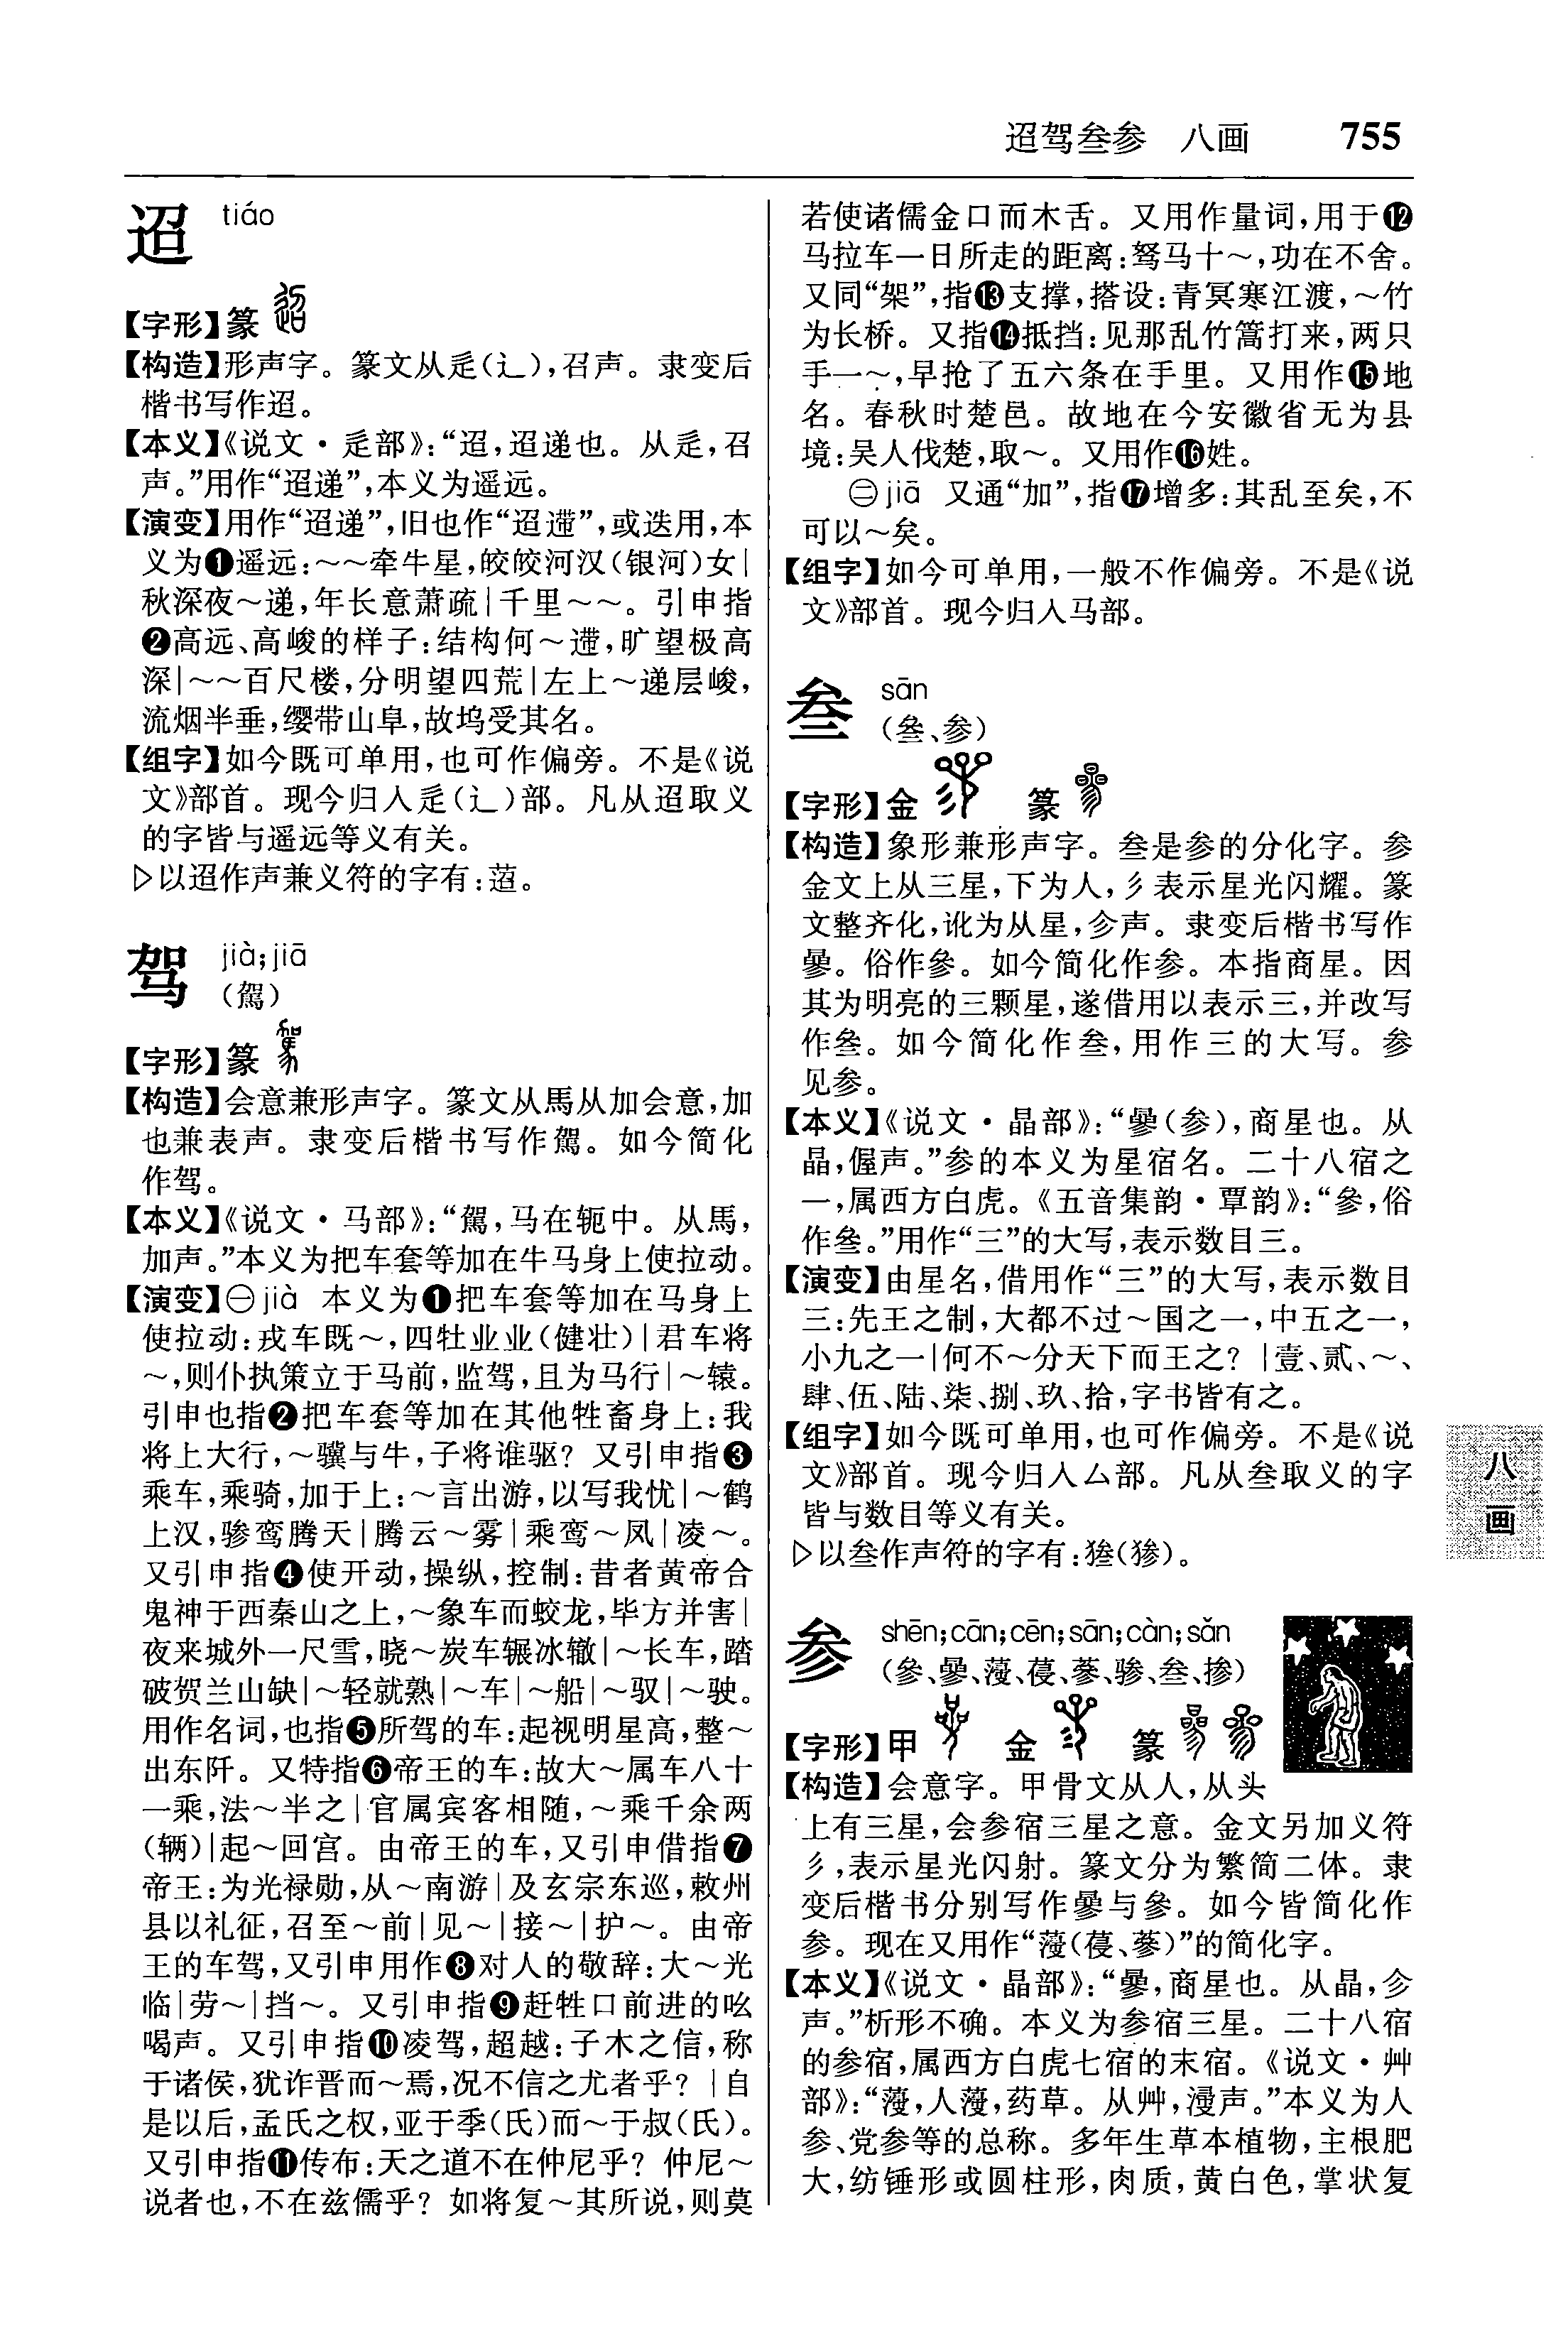 迢驾叁参 八画 755
迢 tiáo
【字形】篆
【构造】形声字。篆文从辵(辶),召声。隶变后
楷书写作迢。
【本义】《说文·辵部》:“迢,迢递也。从辵,召
声。”用作“迢递”,本义为遥远。
【演变】用作“迢递”,旧也作“迢遰”,或迭用,本
义为❶遥远:~~牵牛星,皎皎河汉(银河)女|
秋深夜~递,年长意萧疏|千里~~。引申指
❷高远、高峻的样子:结构何~遰,旷望极高
深|~~百尺楼,分明望四荒|左上~递层峻,
流烟半垂,缨带山阜,故坞受其名。
【组字】如今既可单用,也可作偏旁。不是《说
文》部首。现今归入辵(辶)部。凡从迢取义
的字皆与遥远等义有关。
▷以迢作声兼义符的字有:萔。
驾 jià;jiā
(駕)
【字形】篆
【构造】会意兼形声字。篆文从馬从加会意,加
也兼表声。隶变后楷书写作駕。如今简化
作驾。
【本义】《说文·马部》:“駕,马在轭中。从馬,
加声。”本义为把车套等加在牛马身上使拉动。
【演变】㊀jià 本义为❶把车套等加在马身上
使拉动:戎车既~,四牡业业(健壮)|君车将
~,则仆执策立于马前,监驾,且为马行|~辕。
引申也指❷把车套等加在其他牲畜身上:我
将上大行,~骥与牛,子将谁驱? 又引申指❸
乘车,乘骑,加于上:~言出游,以写我忧|~鹤
上汉,骖鸾腾天|腾云~雾|乘鸾~凤|凌~。
又引申指❹使开动,操纵,控制:昔者黄帝合
鬼神于西秦山之上,~象车而蛟龙,毕方并害|
夜来城外一尺雪,晓~炭车辗冰辙|~长车,踏
破贺兰山缺|~轻就熟|~车|~船|~驭|~驶。
用作名词,也指❺所驾的车:起视明星高,整~
出东阡。又特指❻帝王的车:故大~属车八十
一乘,法~半之|官属宾客相随,~乘千余两
(辆)|起~回宫。由帝王的车,又引申借指❼
帝王:为光禄勋,从~南游|及玄宗东巡,敕州
县以礼征,召至~前|见~|接~|护~。由帝
王的车驾,又引申用作❽对人的敬辞:大~光
临|劳~|挡~。又引申指❾赶牲口前进的吆
喝声。又引申指❿凌驾,超越:子木之信,称
于诸侯,犹诈晋而~焉,况不信之尤者乎? |自
是以后,孟氏之权,亚于季(氏)而~于叔(氏)。
又引申指⓫传布:天之道不在仲尼乎? 仲尼~
说者也,不在兹儒乎? 如将复~其所说,则莫
若使诸儒金口而木舌。又用作量词,用于⓬
马拉车一日所走的距离:驽马十~,功在不舍。
又同“架”,指⓭支撑,搭设:青冥寒江渡,~竹
为长桥。又指⓮抵挡:见那乱竹篙打来,两只
手一~,早抢了五六条在手里。又用作⓯地
名。春秋时楚邑。故地在今安徽省无为县
境:吴人伐楚,取~。又用作⓰姓。
㊁jiā 又通“加”,指⓱增多:其乱至矣,不
可以~矣。
【组字】如今可单用,一般不作偏旁。不是《说
文》部首。现今归入马部。
叁 sān
(叄、参)
【字形】金 篆
【构造】象形兼形声字。叁是参的分化字。参
金文上从三星,下为人,彡表示星光闪耀。篆
文整齐化,讹为从星,㐱声。隶变后楷书写作
曑。俗作參。如今简化作参。本指商星。因
其为明亮的三颗星,遂借用以表示三,并改写
作叄。如今简化作叁,用作三的大写。参
见参。
【本义】《说文·晶部》:“曑(参),商星也。从
晶,㐱声。”参的本义为星宿名。二十八宿之
一,属西方白虎。《五音集韵·覃韵》:“參,俗
作叄。”用作“三”的大写,表示数目三。
【演变】由星名,借用作“三”的大写,表示数目
三:先王之制,大都不过~国之一,中五之一,
小九之一|何不~分天下而王之? |壹、贰、~、
肆、伍、陆、柒、捌、玖、拾,字书皆有之。
【组字】如今既可单用,也可作偏旁。不是《说
文》部首。现今归入厶部。凡从叁取义的字
皆与数目等义有关。
▷以叁作声符的字有:毵(㺑)。
参 shēn;cān;cēn;sān;càn;sǎn
(參、曑、薓、葠、蓡、骖、叁、掺)
【字形】甲 金 篆
【构造】会意字。甲骨文从人,从头
上有三星,会参宿三星之意。金文另加义符
彡,表示星光闪射。篆文分为繁简二体。隶
变后楷书分别写作曑与參。如今皆简化作
参。现在又用作“薓(葠、蓡)”的简化字。
【本义】《说文·晶部》:“曑,商星也。从晶,㐱
声。”析形不确。本义为参宿三星。二十八宿
的参宿,属西方白虎七宿的末宿。《说文·艸
部》:“薓,人薓,药草。从艸,浸声。”本义为人
参、党参等的总称。多年生草本植物,主根肥
大,纺锤形或圆柱形,肉质,黄白色,掌状复
八画